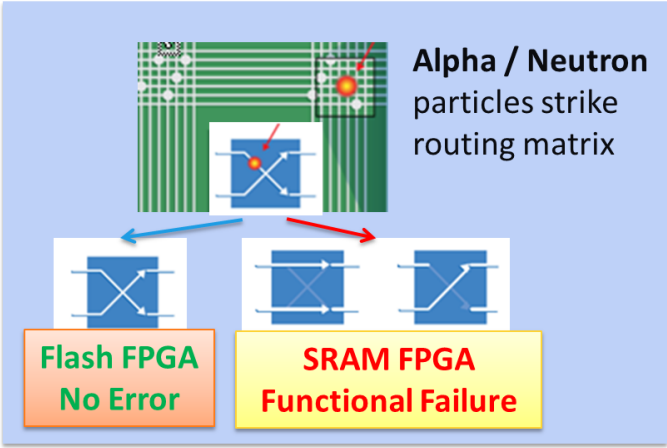 Alpha / Neutron
particles strike
routing matrix
Flash FPGA
No Error
SRAM FPGA
Functional Failure